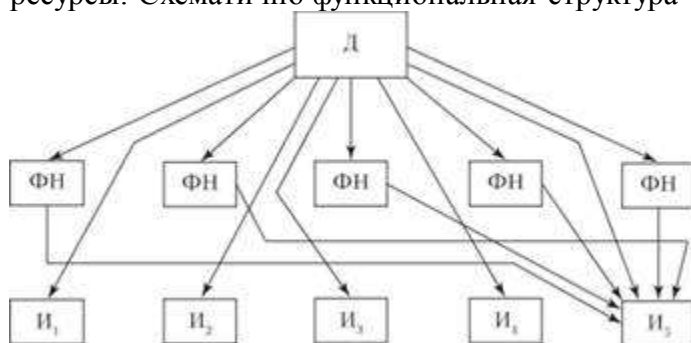 ресурсы. Схематично функциональная структура
Д
ФН ФН ФН ФН ФН
И₁ И₂ И₃ И₄ И₅